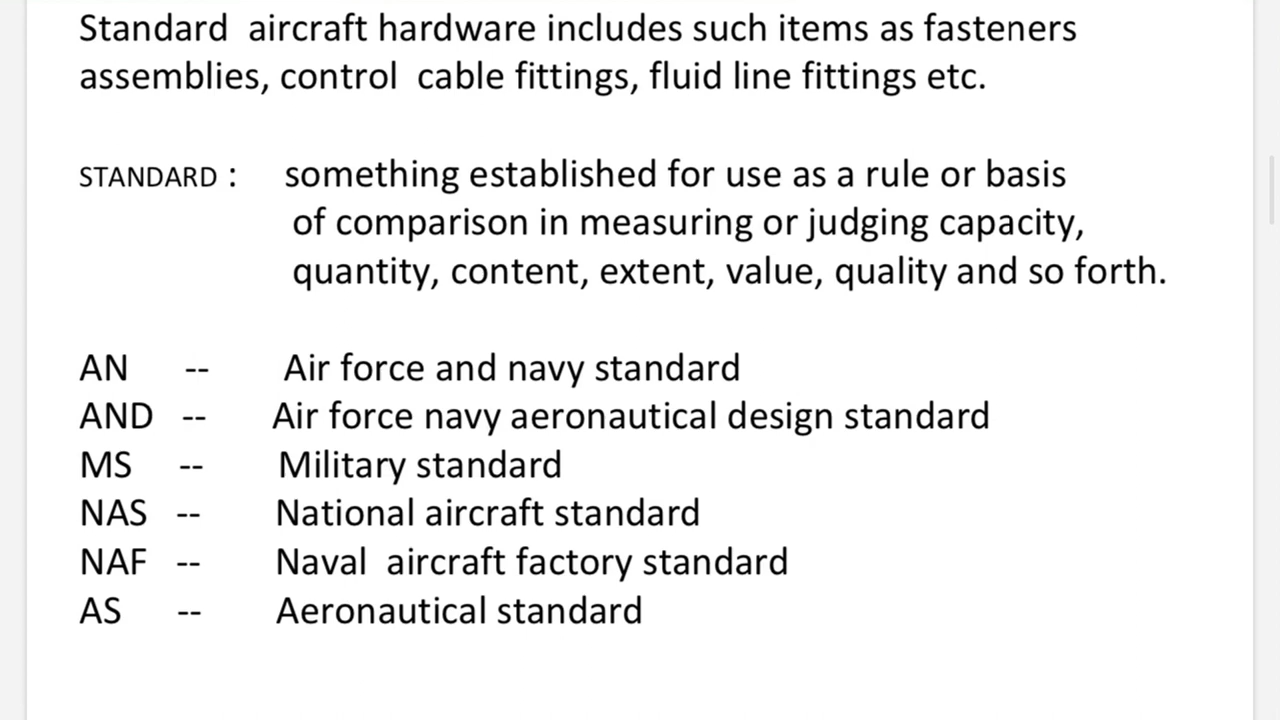 Standard aircraft hardware includes such items as fasteners
assemblies, control cable fittings, fluid line fittings etc.
STANDARD : something established for use as a rule or basis
of comparison in measuring or judging capacity,
quantity, content, extent, value, quality and so forth.
AN -- Air force and navy standard
AND -- Air force navy aeronautical design standard
MS -- Military standard
NAS -- National aircraft standard
NAF -- Naval aircraft factory standard
AS -- Aeronautical standard